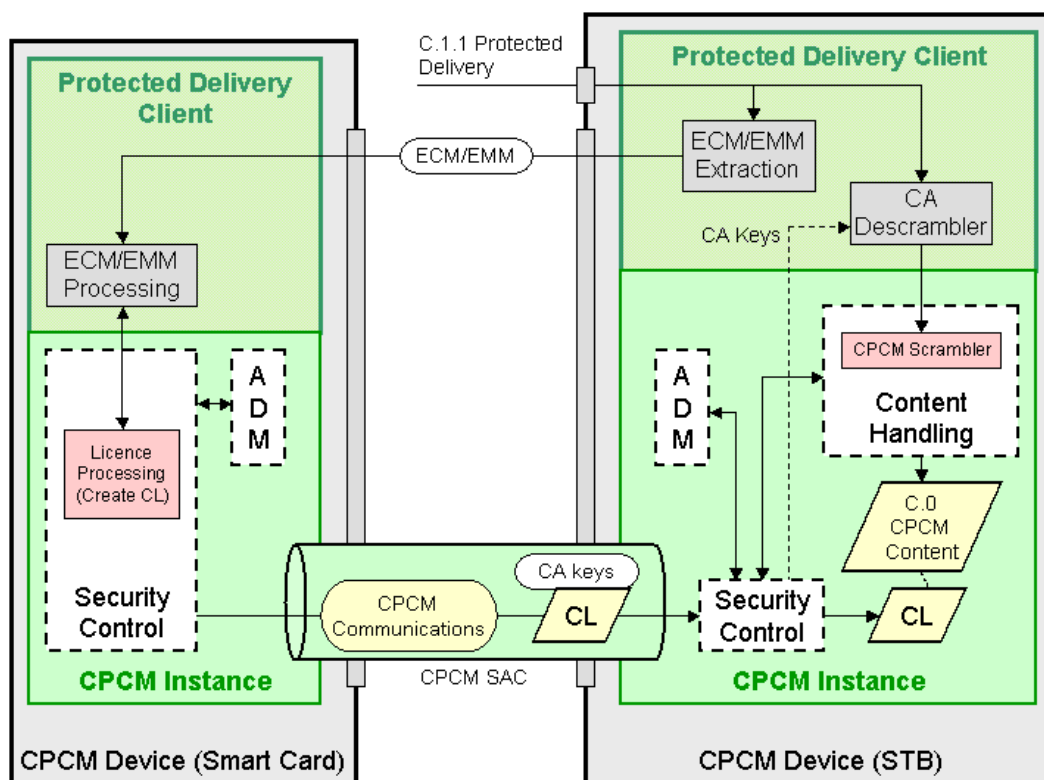 C.1.1 Protected
Delivery
Protected Delivery
Client
Protected Delivery Client
ECM/EMM
ECM/EMM
Extraction
CA
Descrambler
CA Keys
ECM/EMM
Processing
CPCM Scrambler
Content
Handling
A
D
M
A
D
M
Licence
Processing
(Create CL)
C.0
CPCM
Content
Security
Control
CPCM
Communications
CA keys
CL
Security
Control
CL
CPCM SAC
CPCM Instance
CPCM Instance
CPCM Device (Smart Card)
CPCM Device (STB)